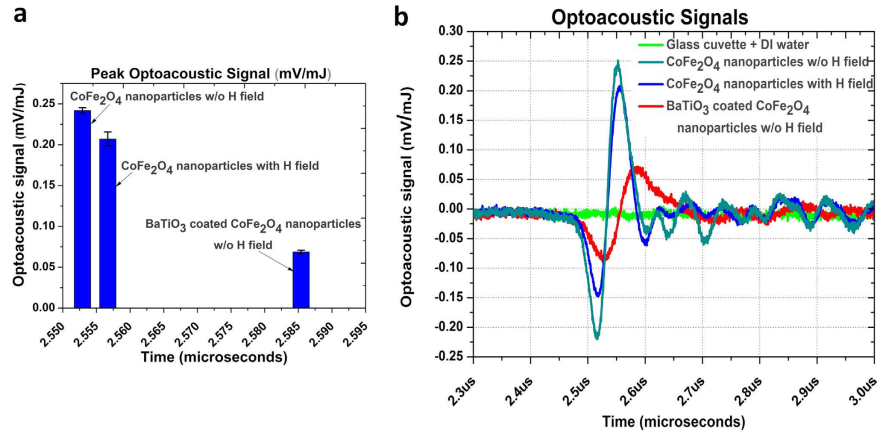 a
Peak Optoacoustic Signal (mV/mJ)
Optoacoustic signal (mV/mJ)
0.25
0.20
0.15
0.10
0.05
0.00
CoFe2O4 nanoparticles w/o H field
CoFe2O4 nanoparticles with H field
BaTiO3 coated CoFe2O4 nanoparticles
w/o H field
2.550
2.555
2.560
2.570
2.575
2.580
2.585
2.590
2.595
Time (microseconds)
b
Optoacoustic Signals
Optoacoustic signal (mV/mJ)
0.30
0.25
0.20
0.15
0.10
0.05
0.00
-0.05
-0.10
-0.15
-0.20
-0.25
Glass cuvette + DI water
CoFe2O4 nanoparticles w/o H field
CoFe2O4 nanoparticles with H field
BaTiO3 coated CoFe2O4
nanoparticles w/o H field
2.3us
2.4us
2.5us
2.6us
2.7us
2.8us
2.9us
3.0us
Time (microseconds)